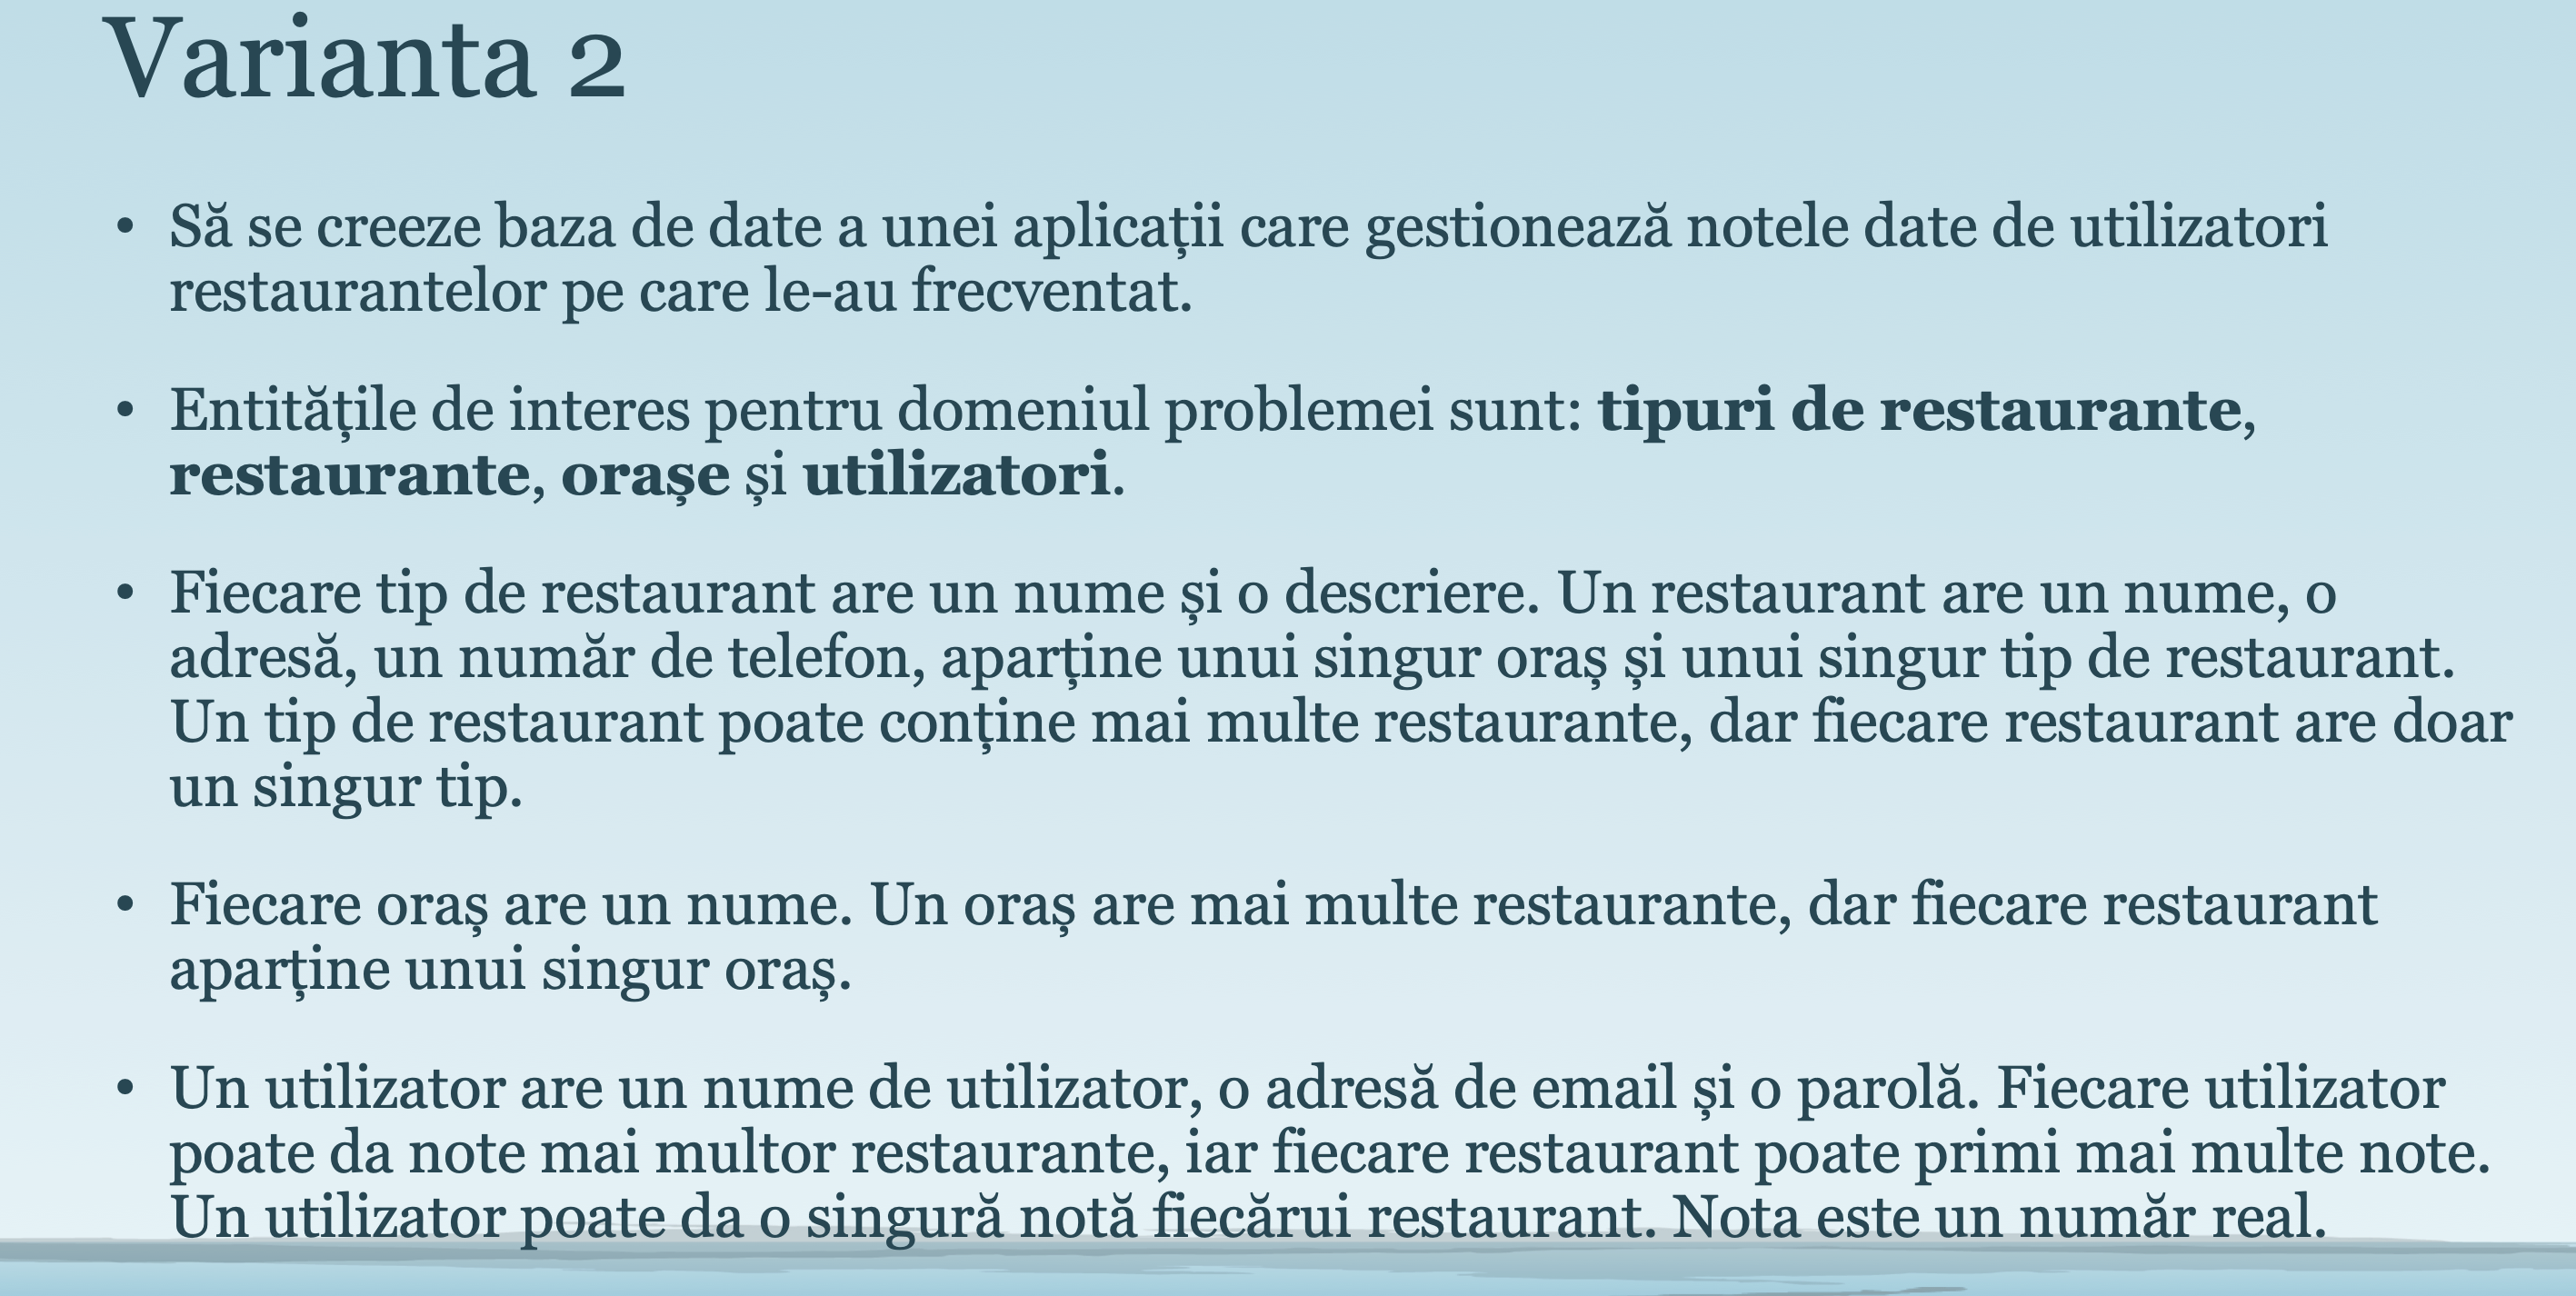 Varianta 2
• Să se creeze baza de date a unei aplicații care gestionează notele date de utilizatori
restaurantelor pe care le-au frecventat.
• Entitățile de interes pentru domeniul problemei sunt: tipuri de restaurante,
restaurante, orașe și utilizatori.
• Fiecare tip de restaurant are un nume și o descriere. Un restaurant are un nume, o
adresă, un număr de telefon, aparține unui singur oraș și unui singur tip de restaurant.
Un tip de restaurant poate conține mai multe restaurante, dar fiecare restaurant are doar
un singur tip.
• Fiecare oraș are un nume. Un oraș are mai multe restaurante, dar fiecare restaurant
aparține unui singur oraș.
• Un utilizator are un nume de utilizator, o adresă de email și o parolă. Fiecare utilizator
poate da note mai multor restaurante, iar fiecare restaurant poate primi mai multe note.
Un utilizator poate da o singură notă fiecărui restaurant. Nota este un număr real.